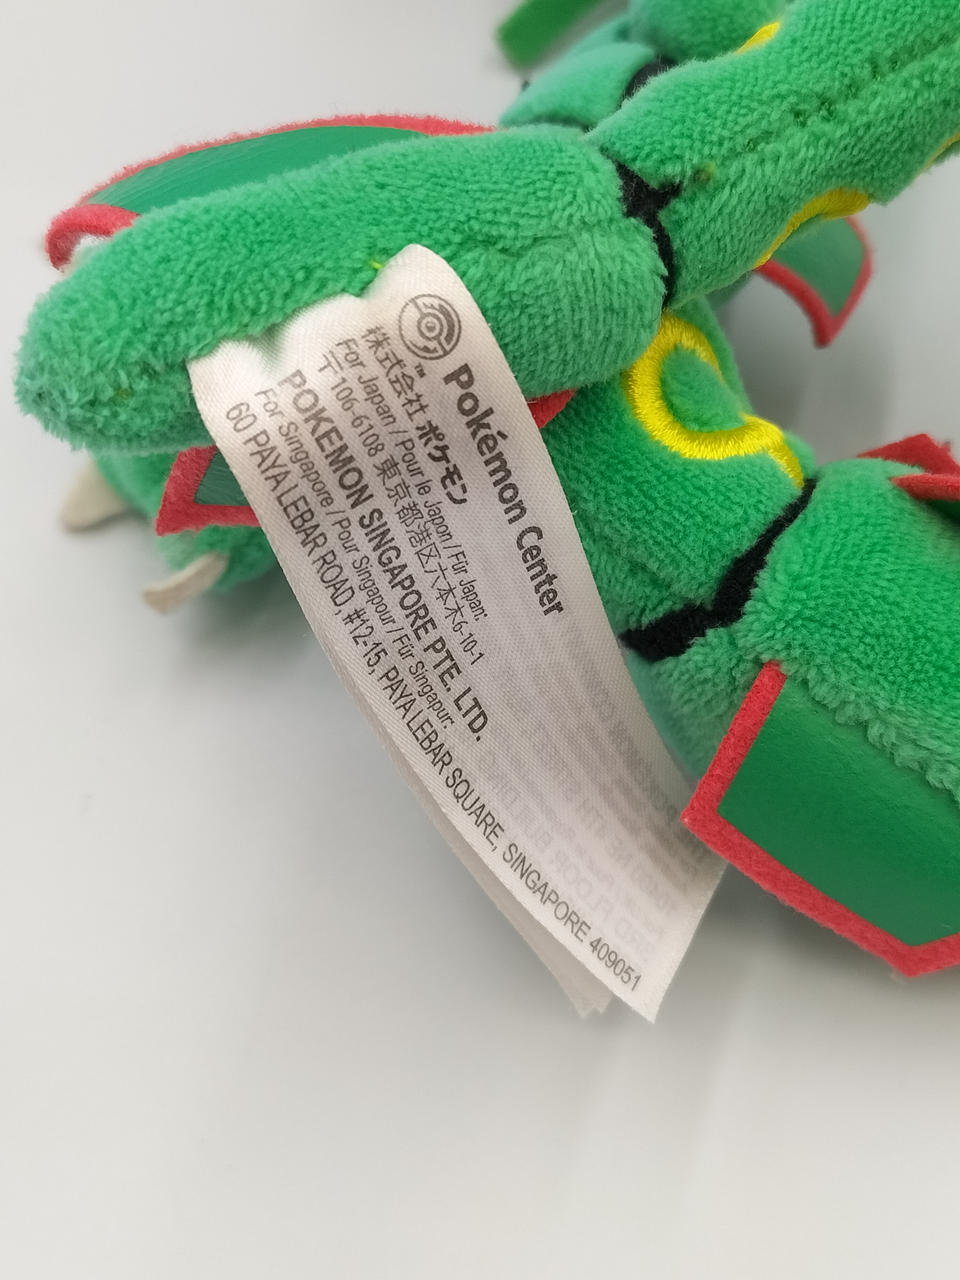 Pokémon Center
™
For Japan / Pour le Japon / Für Japan:
株式会社 ポケモン
〒106-6108 東京都港区六本木6-10-1
For Singapore / Pour Singapour / Für Singapur:
POKEMON SINGAPORE PTE. LTD.
60 PAYA LEBAR ROAD, #12-15, PAYA LEBAR SQUARE, SINGAPORE 409051